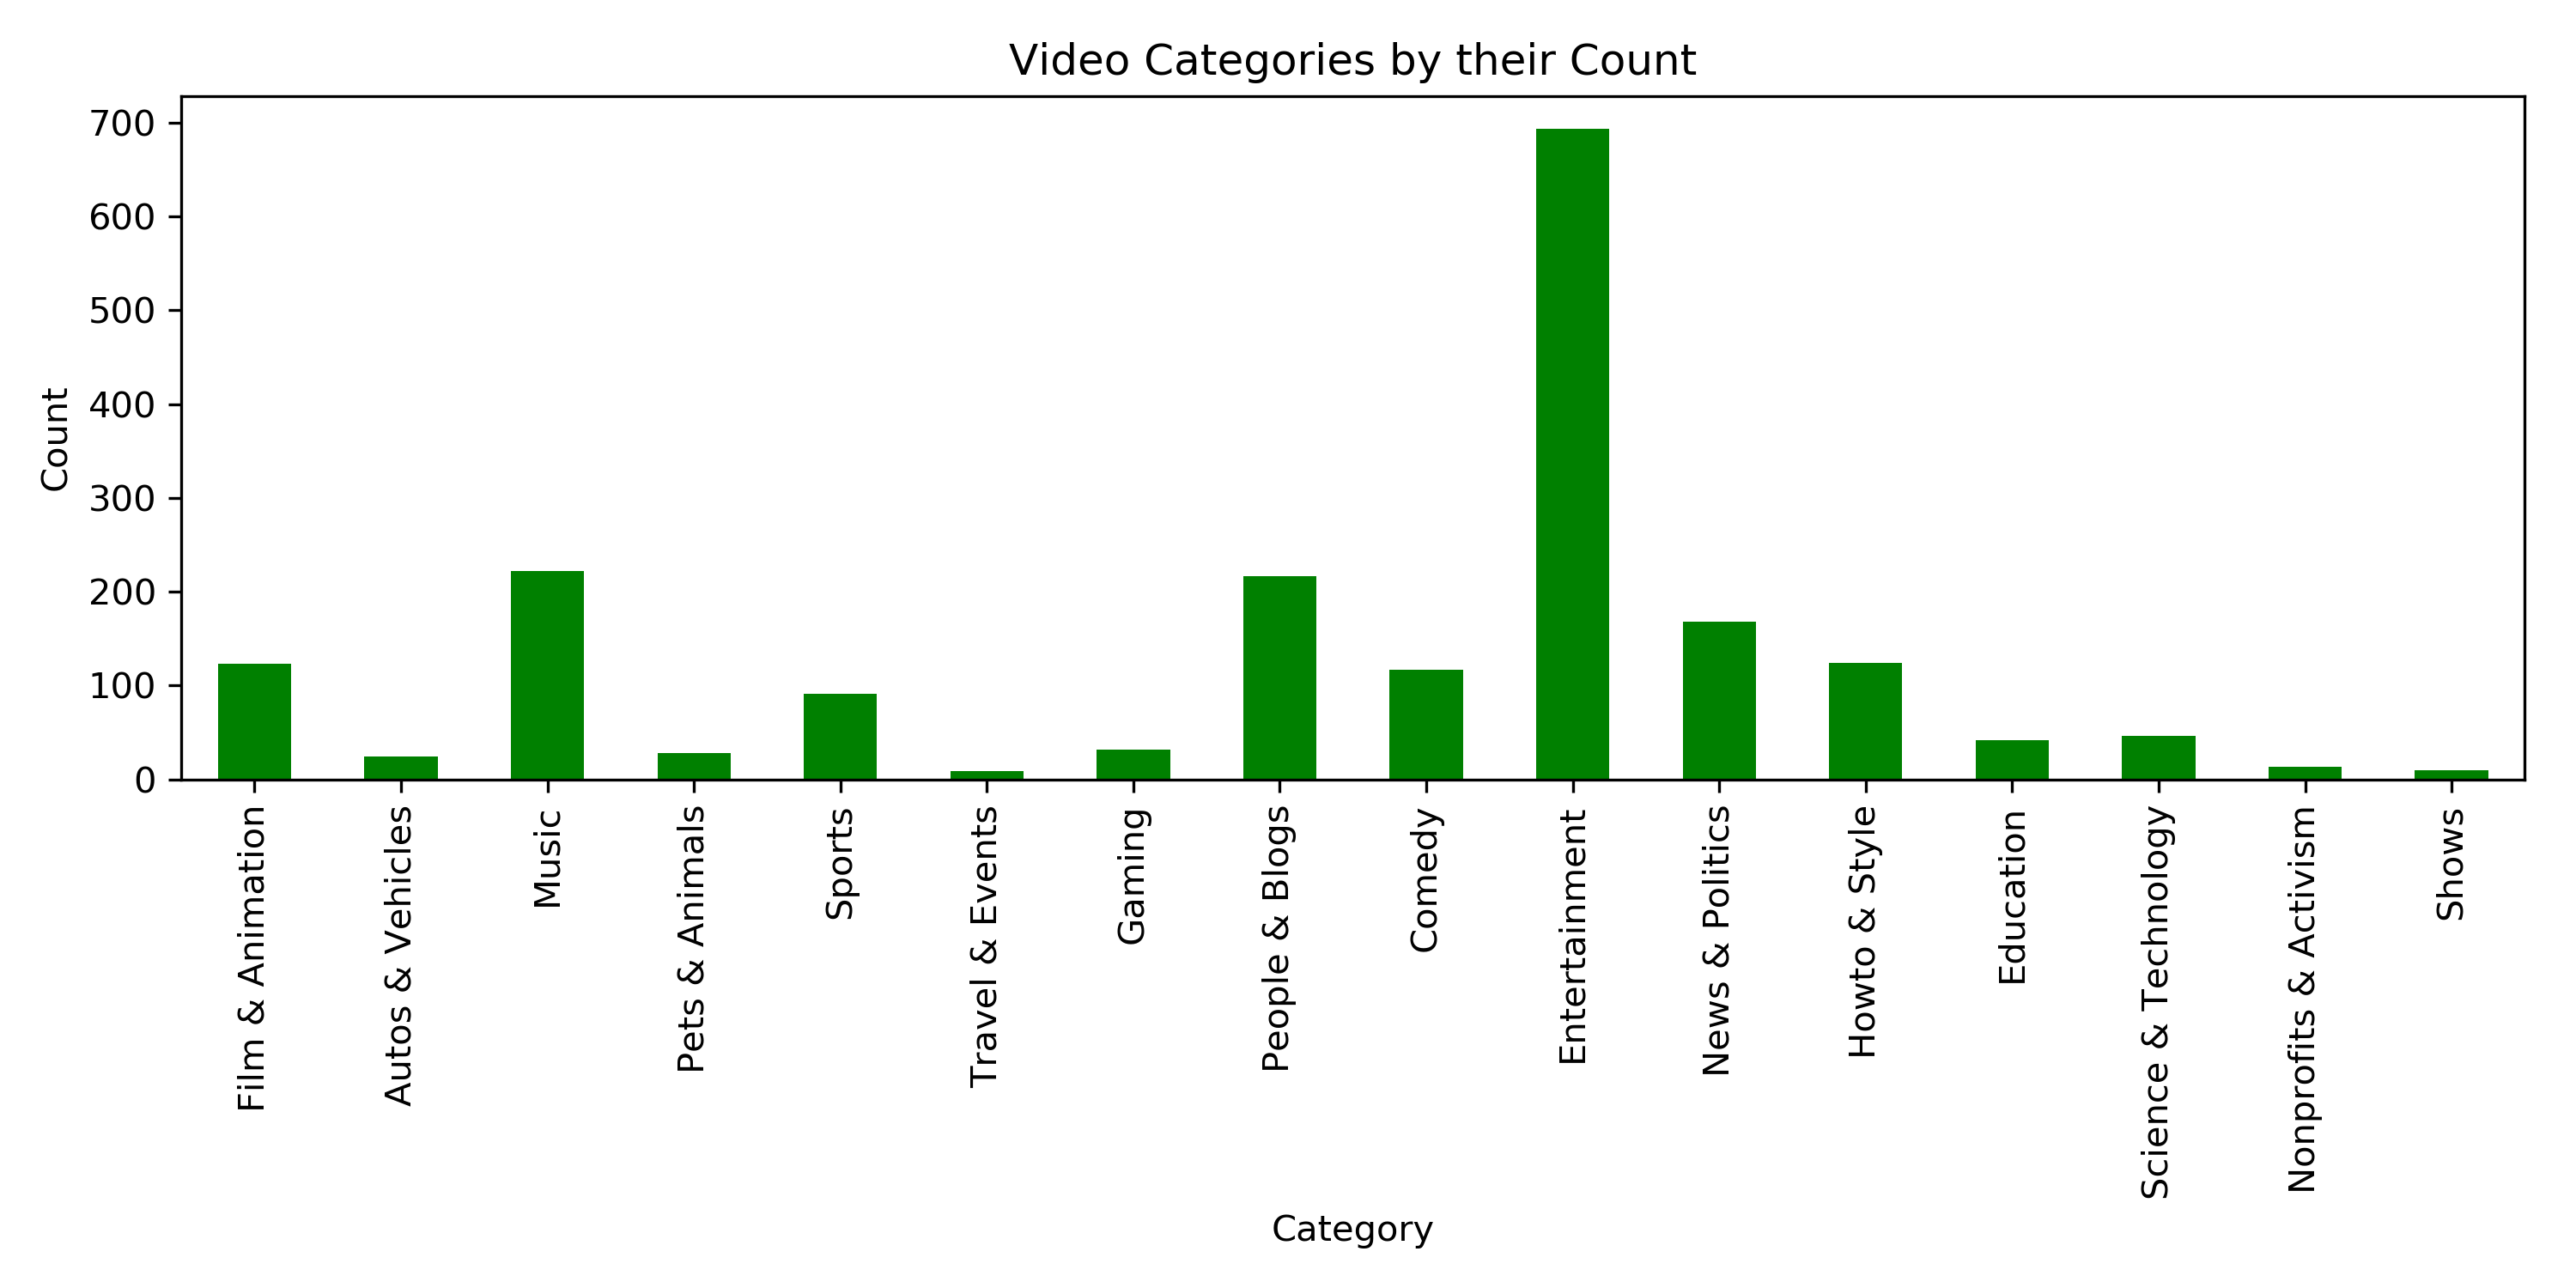 Video Categories by their Count
700
600
500
400
300
200
100
0
Count
Film & Animation
Autos & Vehicles
Music
Pets & Animals
Sports
Travel & Events
Gaming
People & Blogs
Comedy
Entertainment
News & Politics
Howto & Style
Education
Science & Technology
Nonprofits & Activism
Shows
Category